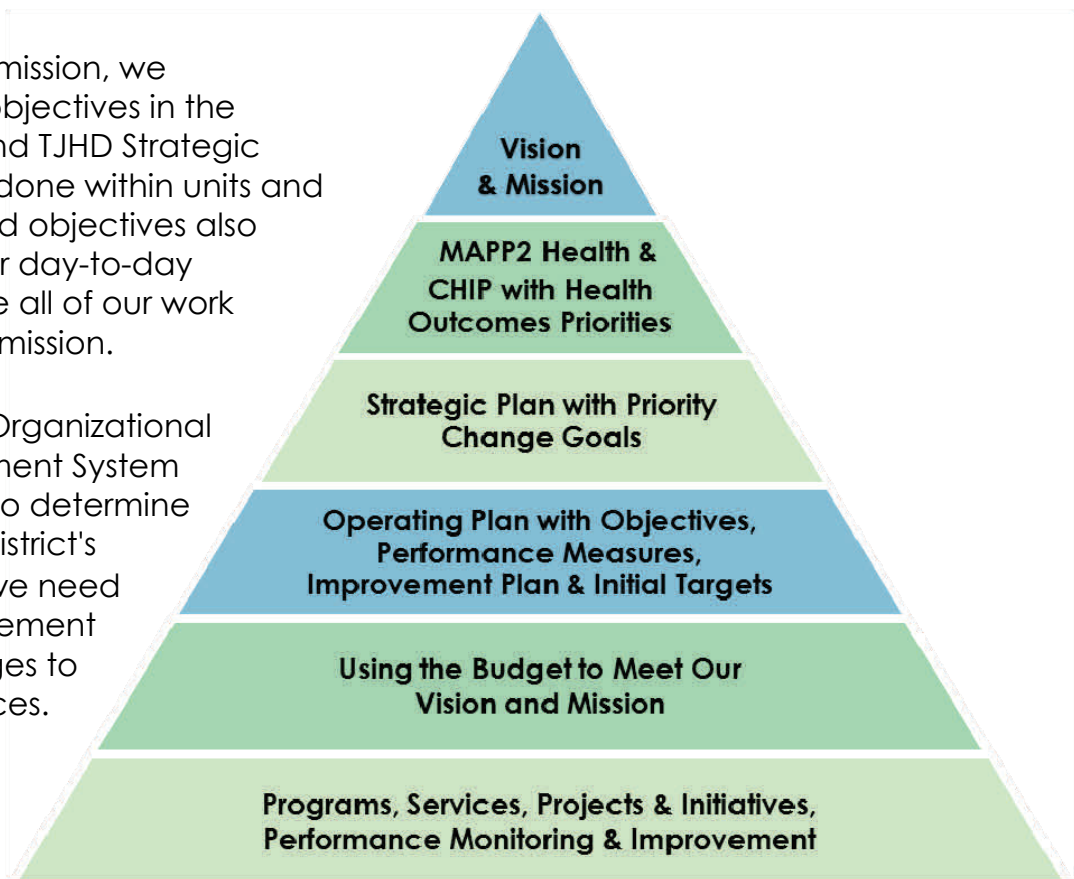 mission, we
objectives in the
nd TJHD Strategic
done within units and
d objectives also
r day-to-day
e all of our work
mission.
Organizational
ment System
o determine
istrict's
we need
ement
ges to
ces.
Vision
& Mission
MAPP2 Health &
CHIP with Health
Outcomes Priorities
Strategic Plan with Priority
Change Goals
Operating Plan with Objectives,
Performance Measures,
Improvement Plan & Initial Targets
Using the Budget to Meet Our
Vision and Mission
Programs, Services, Projects & Initiatives,
Performance Monitoring & Improvement